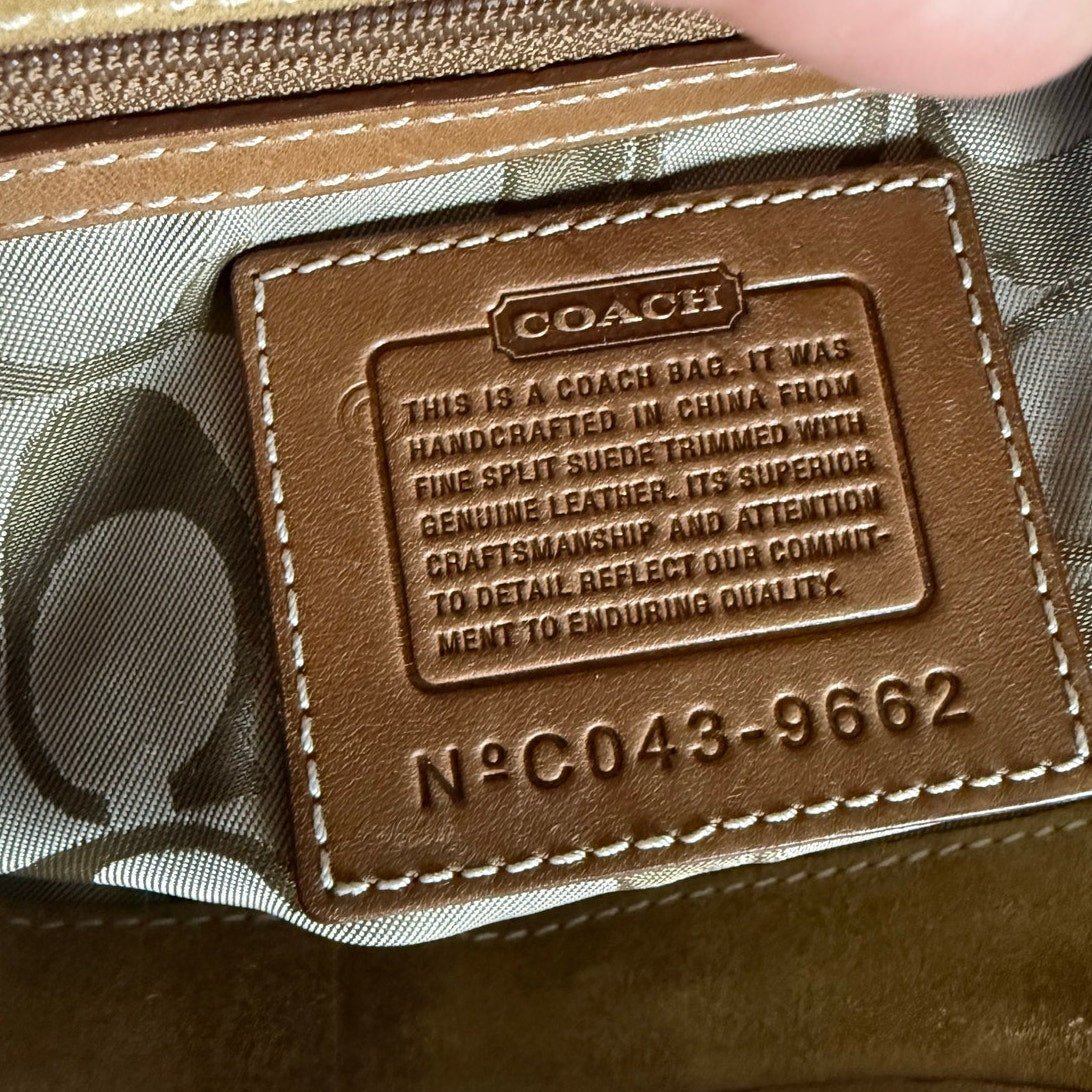 COACH
THIS IS A COACH BAG. IT WAS
HANDCRAFTED IN CHINA FROM
FINE SPLIT SUEDE TRIMMED WITH
GENUINE LEATHER. ITS SUPERIOR
CRAFTSMANSHIP AND ATTENTION
TO DETAIL REFLECT OUR COMMIT-
MENT TO ENDURING QUALITY.
NºC043-9662